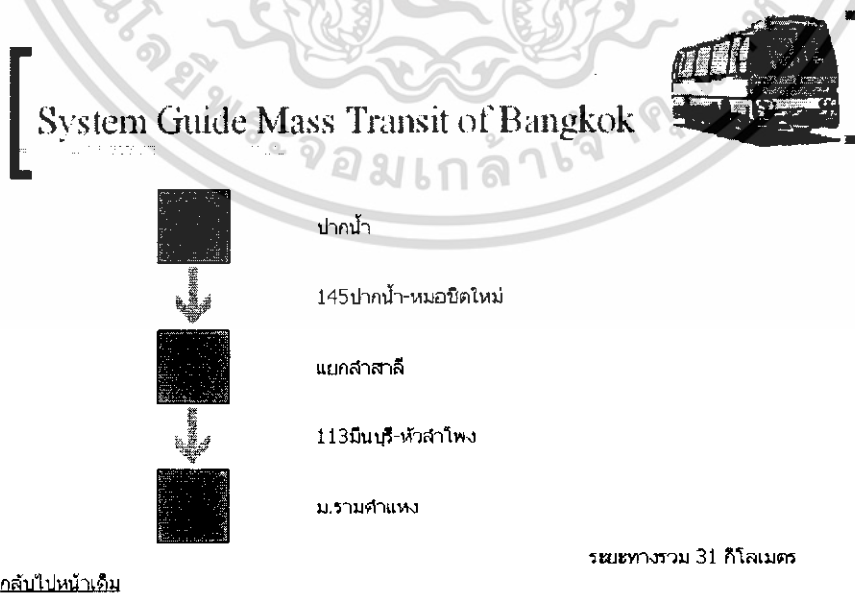 System Guide Mass Transit of Bangkok
ปากน้ำ
145ปากน้ำ-หมอชิตใหม่
แยกลำสาลี
113มีนบุรี-หัวลำโพง
ม.รามคำแหง
ระยะทางรวม 31 กิโลเมตร
กลับไปหน้าเดิม